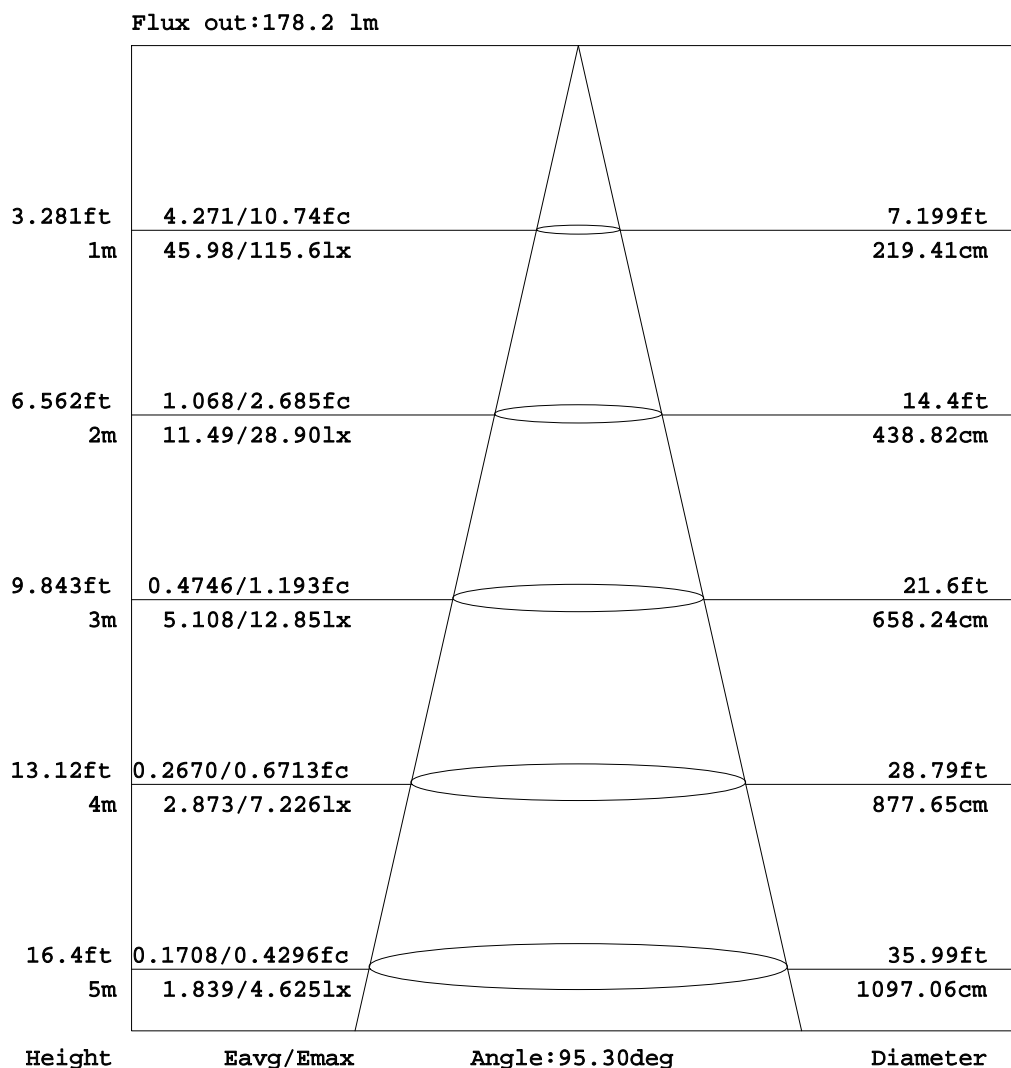 Flux out:178.2 lm
3.281ft 4.271/10.74fc 7.199ft
1m 45.98/115.6lx 219.41cm
6.562ft 1.068/2.685fc 14.4ft
2m 11.49/28.90lx 438.82cm
9.843ft 0.4746/1.193fc 21.6ft
3m 5.108/12.85lx 658.24cm
13.12ft 0.2670/0.6713fc 28.79ft
4m 2.873/7.226lx 877.65cm
16.4ft 0.1708/0.4296fc 35.99ft
5m 1.839/4.625lx 1097.06cm
Height Eavg/Emax Angle:95.30deg Diameter